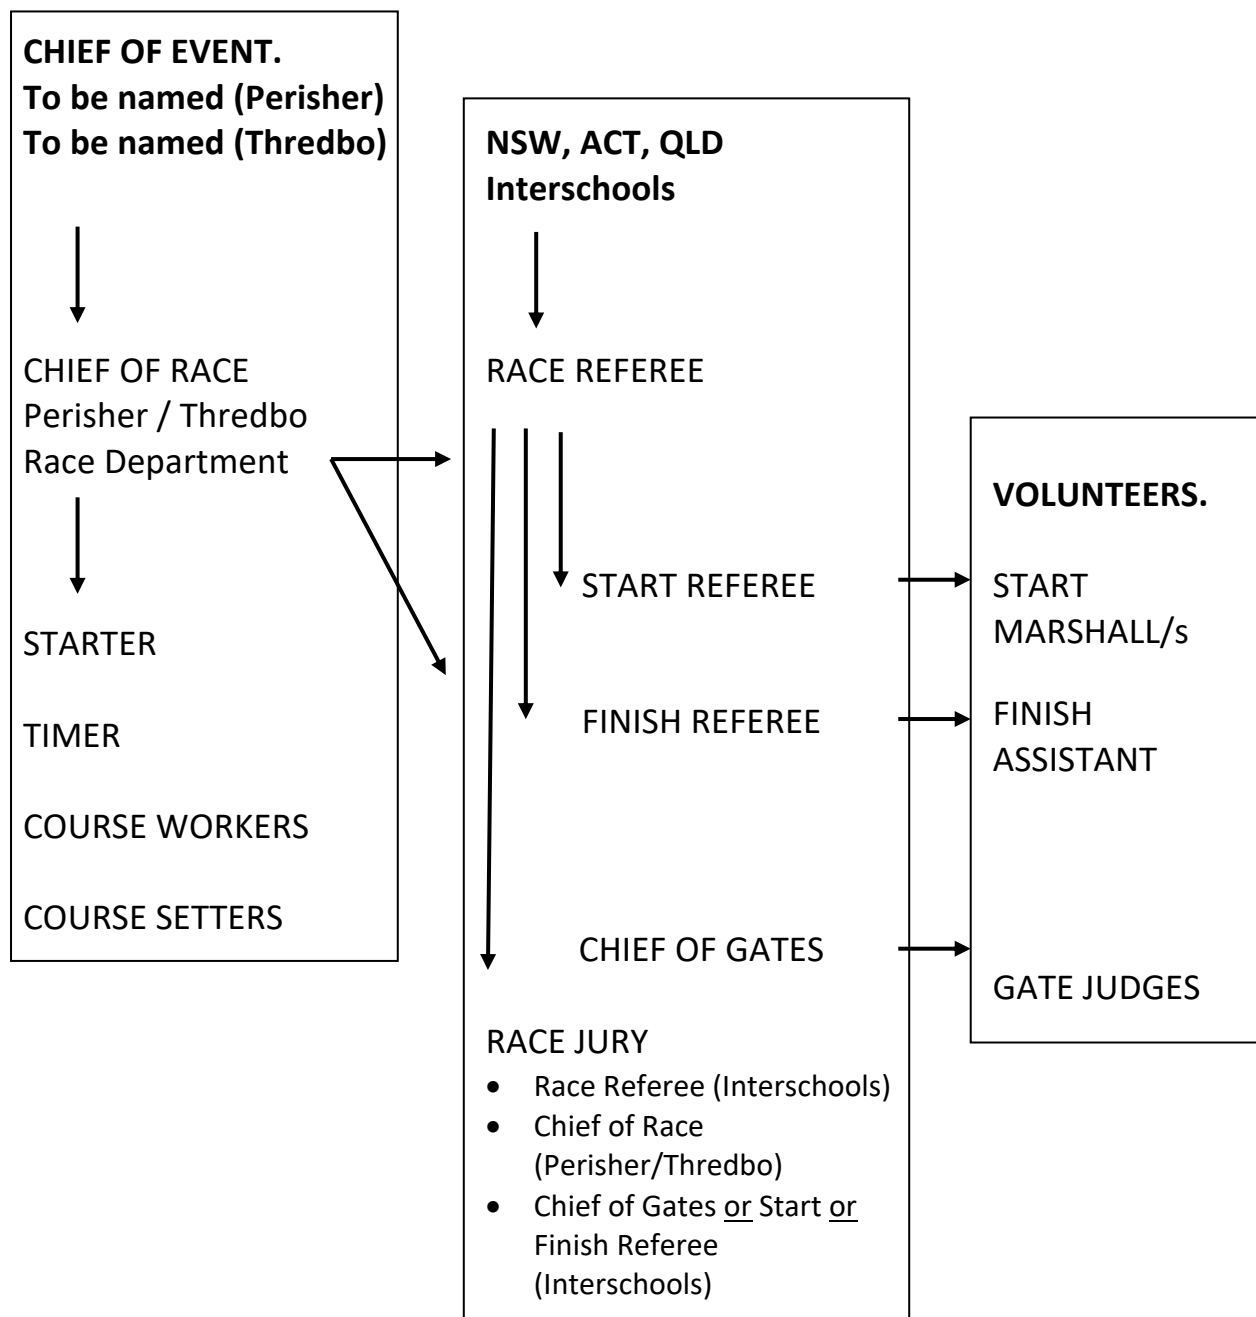 CHIEF OF EVENT.
To be named (Perisher)
To be named (Thredbo)
CHIEF OF RACE
Perisher / Thredbo
Race Department
STARTER
TIMER
COURSE WORKERS
COURSE SETTERS
NSW, ACT, QLD
Interschools
RACE REFEREE
START REFEREE
FINISH REFEREE
CHIEF OF GATES
RACE JURY
• Race Referee (Interschools)
• Chief of Race
(Perisher/Thredbo)
• Chief of Gates or Start or
Finish Referee
(Interschools)
VOLUNTEERS.
START
MARSHALL/s
FINISH
ASSISTANT
GATE JUDGES